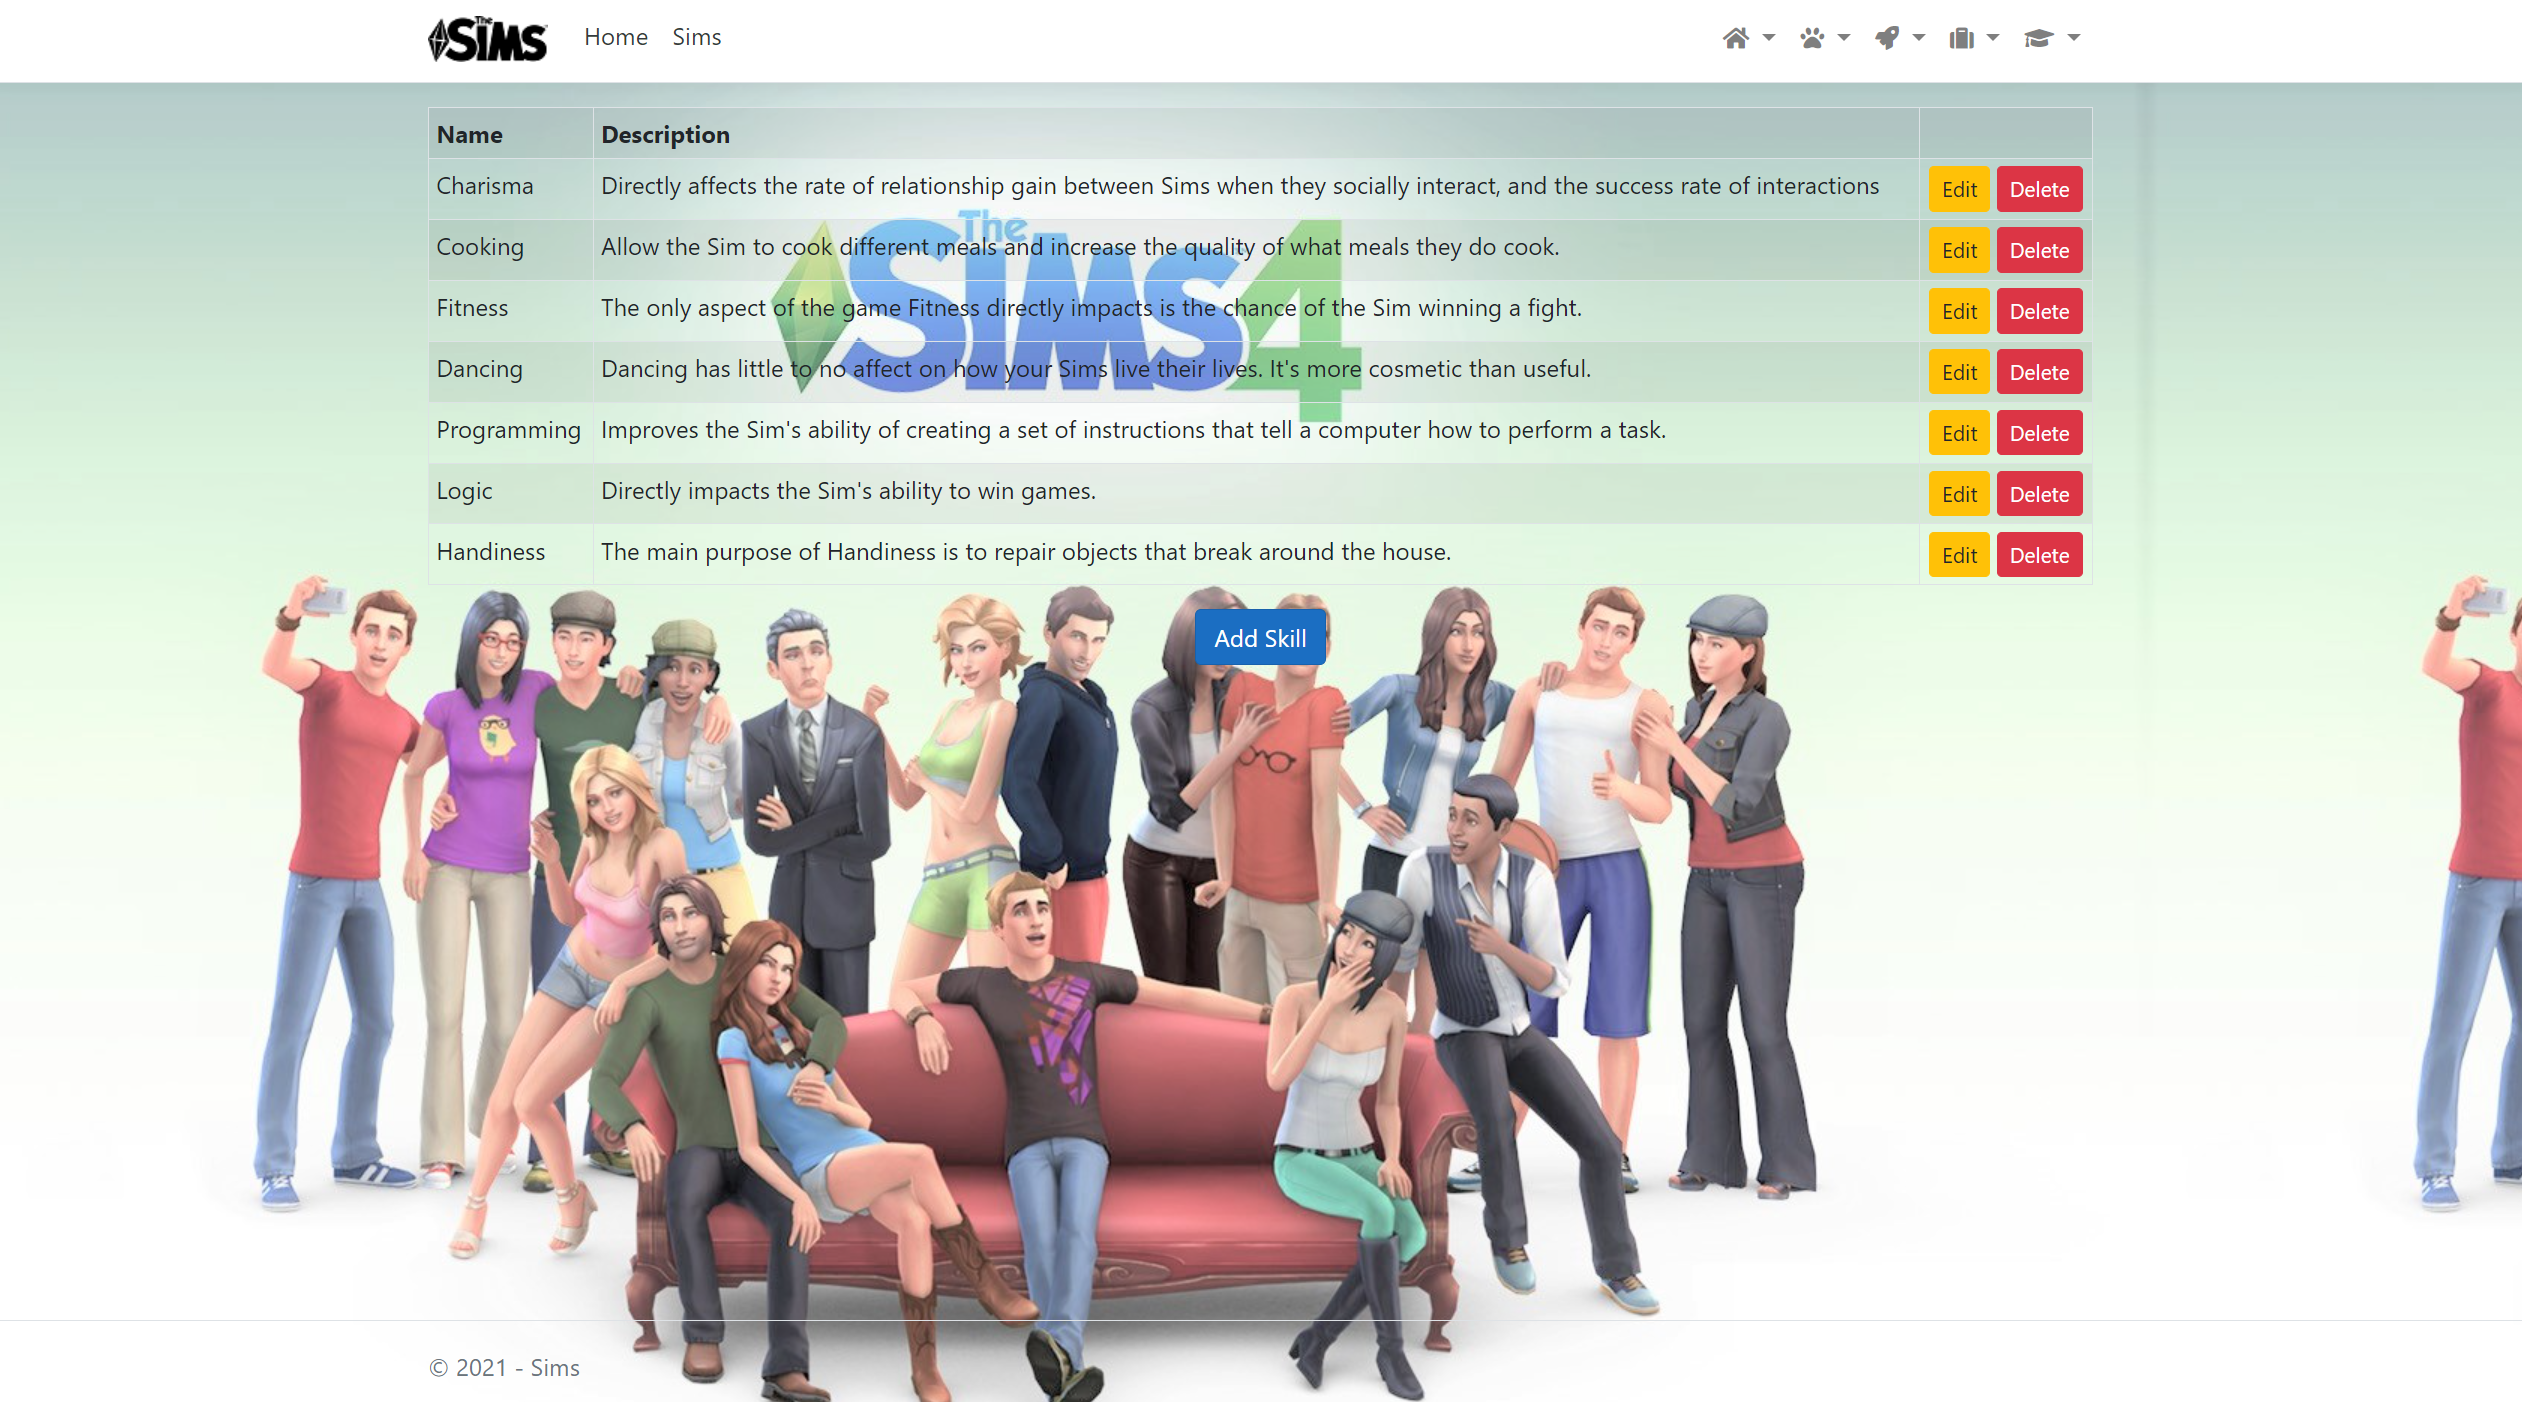 The Sims Home Sims
Name Description
Charisma Directly affects the rate of relationship gain between Sims when they socially interact, and the success rate of interactions Edit Delete
The Sims 4
Cooking Allow the Sim to cook different meals and increase the quality of what meals they do cook. Edit Delete
Fitness The only aspect of the game Fitness directly impacts is the chance of the Sim winning a fight. Edit Delete
Dancing Dancing has little to no affect on how your Sims live their lives. It's more cosmetic than useful. Edit Delete
Programming Improves the Sim's ability of creating a set of instructions that tell a computer how to perform a task. Edit Delete
Logic Directly impacts the Sim's ability to win games. Edit Delete
Handiness The main purpose of Handiness is to repair objects that break around the house. Edit Delete
Add Skill
© 2021 - Sims